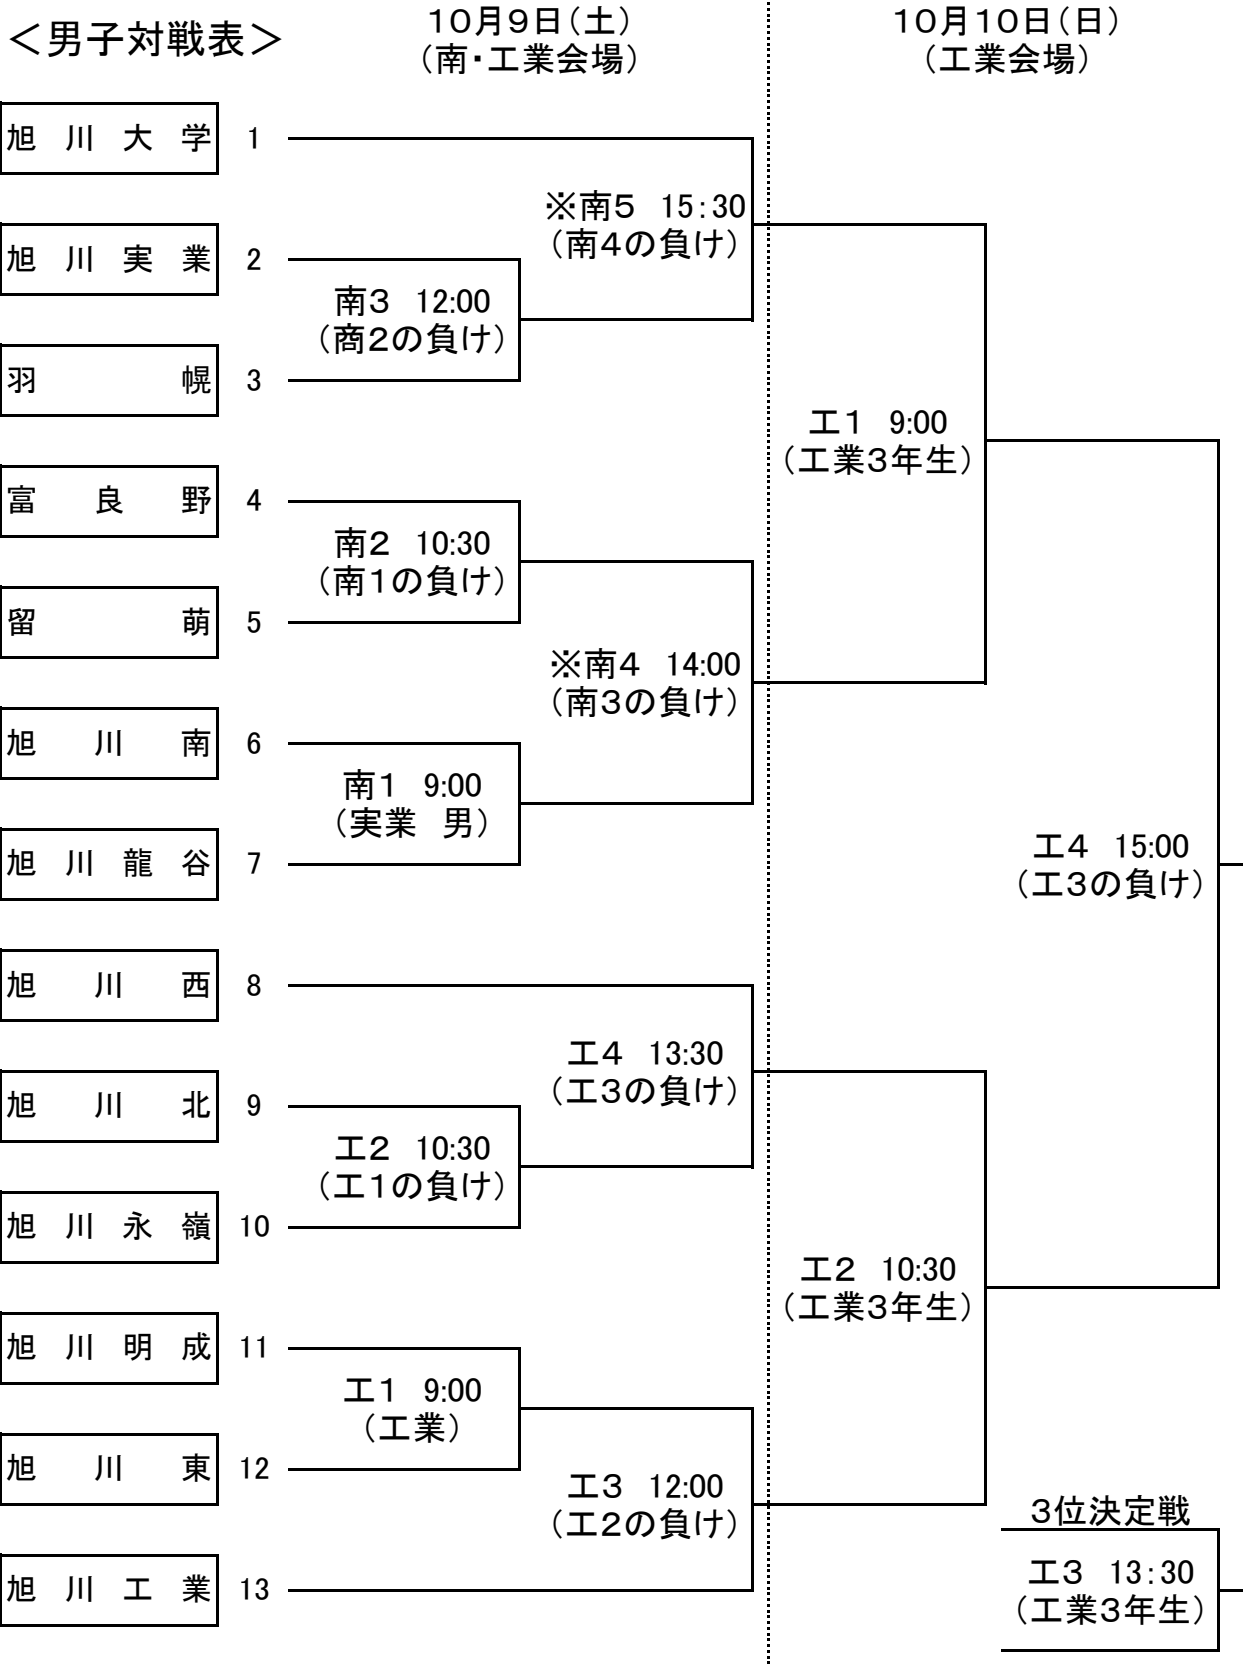 ＜男子対戦表＞
10月9日（土）
（南・工業会場）
10月10日（日）
（工業会場）
旭川大学 1
※南5 15:30
（南4の負け）
旭川実業 2
南3 12:00
（商2の負け）
羽幌 3
工1 9:00
（工業3年生）
富良野 4
南2 10:30
（南1の負け）
留萌 5
※南4 14:00
（南3の負け）
旭川南 6
南1 9:00
（実業 男）
旭川龍谷 7
工4 15:00
（工3の負け）
旭川西 8
工4 13:30
（工3の負け）
旭川北 9
工2 10:30
（工1の負け）
旭川永嶺 10
工2 10:30
（工業3年生）
旭川明成 11
工1 9:00
（工業）
旭川東 12
工3 12:00
（工2の負け）
3位決定戦
工3 13:30
（工業3年生）
旭川工業 13